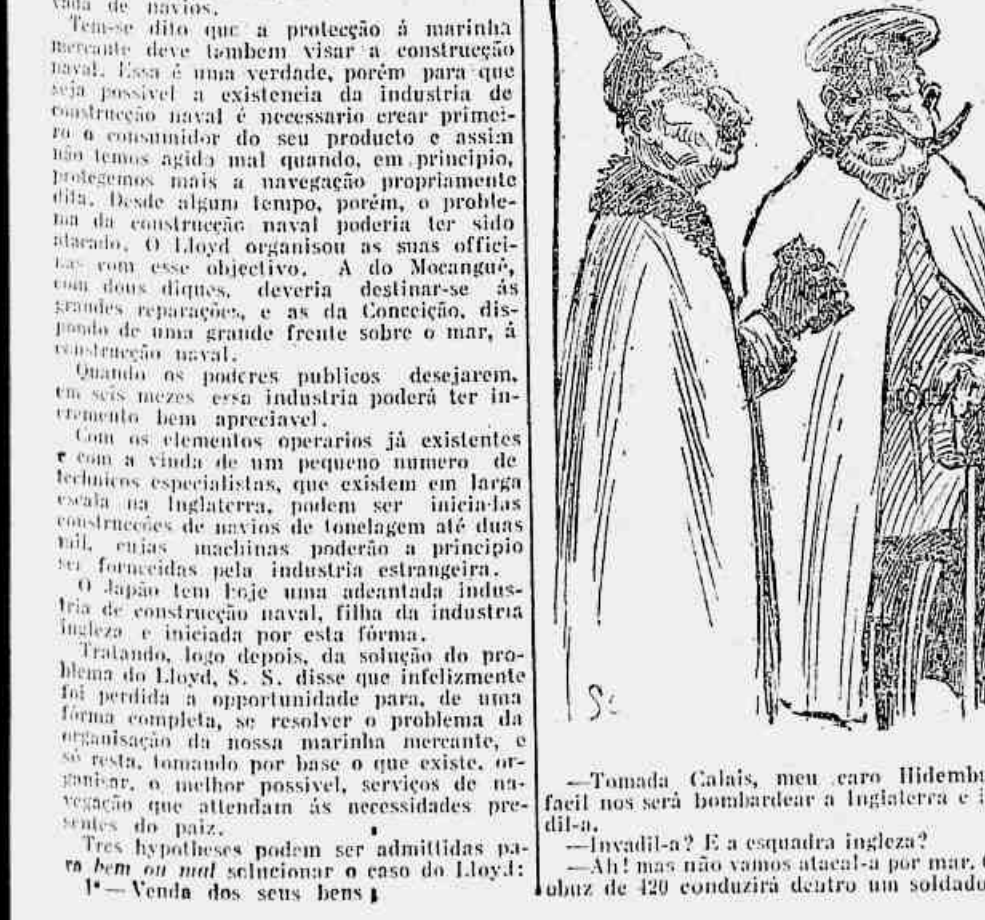 vada de navios.
Tem-se dito que a protecção á marinha
mercante deve tambem visar a construcção
naval. Essa é uma verdade, porém para que
seja possivel a existencia da industria de
construcção naval é necessario crear primei-
ro o consumidor do seu producto e assim
não temos agido mal quando, em principio,
protegemos mais a navegação propriamente
dita. Desde algum tempo, porém, o proble-
ma da construcção naval poderia ter sido
atacado. O Lloyd organisou as suas offici-
nas com esse objectivo. A do Mocanguê,
com dous diques, deveria destinar-se ás
grandes reparações, e as da Conceição, dis-
pondo de uma grande frente sobre o mar, á
construcção naval.
Quando os poderes publicos desejarem,
em seis mezes essa industria poderá ter in-
cremento bem apreciavel.
Com os elementos operarios já existentes
e com a vinda de um pequeno numero de
technicos especialistas, que existem em larga
escala na Inglaterra, podem ser iniciadas
construcções de navios de tonelagem até duas
mil, cujas machinas poderão a principio
ser fornecidas pela industria estrangeira.
O Japão tem hoje uma adeantada indus-
tria de construcção naval, filha da industria
ingleza e iniciada por esta fórma.
Tratando, logo depois, da solução do pro-
blema do Lloyd, S. S. disse que infelizmente
foi perdida a opportunidade para, de uma
fórma completa, se resolver o problema da
organisação da nossa marinha mercante, e
só resta, tomando por base o que existe, or-
ganisar, o melhor possivel, serviços de na-
vegação que attendam ás necessidades pre-
sentes do paiz.
Tres hypotheses podem ser admittidas pa-
ra bem ou mal solucionar o caso do Lloyd:
1ª — Venda dos seus bens
—Tomada Calais, meu caro Hidembu
facil nos será bombardear a Inglaterra e i
dil-a.
—Invadil-a? E a esquadra ingleza?
—Ah! mas não vamos atacal-a por mar.
obuz de 420 conduzirá dentro um soldado